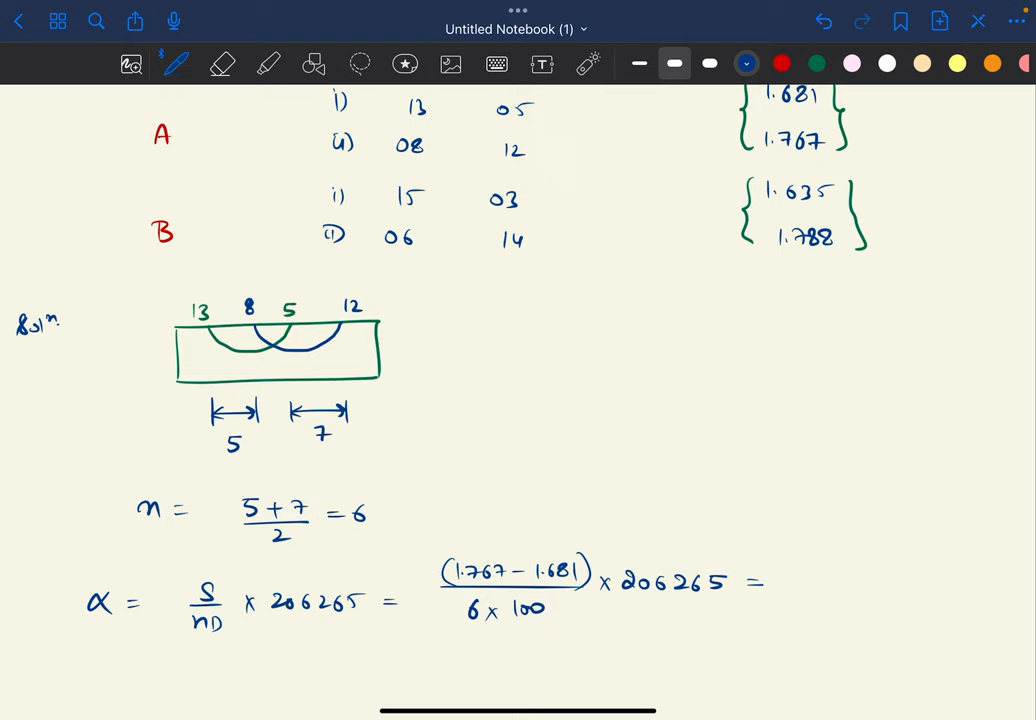 Untitled Notebook (1)
i) 13 05 1.681
A (ii) 08 12 1.767
i) 15 03 1.635
B (ii) 06 14 1.788
Solⁿ.
13 8 5 12
5 7
n = 5+7 / 2 = 6
α = S / nD × 206265 = (1.767 - 1.681) / 6 × 100 × 206265 =